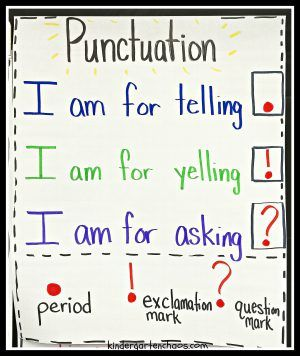 Punctuation
I am for telling .
I am for yelling !
I am for asking ?
. period
! exclamation mark
? question mark
kindergartenchaos.com